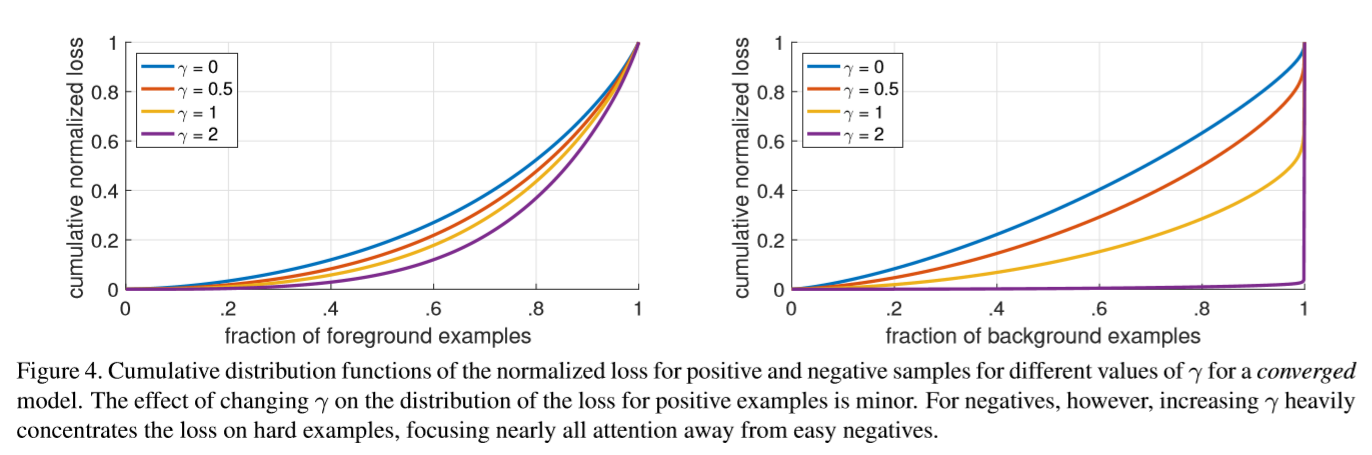 cumulative normalized loss
1
0.8
0.6
0.4
0.2
0
γ = 0
γ = 0.5
γ = 1
γ = 2
0 .2 .4 .6 .8 1
fraction of foreground examples
cumulative normalized loss
1
0.8
0.6
0.4
0.2
0
γ = 0
γ = 0.5
γ = 1
γ = 2
0 .2 .4 .6 .8 1
fraction of background examples
Figure 4. Cumulative distribution functions of the normalized loss for positive and negative samples for different values of γ for a converged
model. The effect of changing γ on the distribution of the loss for positive examples is minor. For negatives, however, increasing γ heavily
concentrates the loss on hard examples, focusing nearly all attention away from easy negatives.